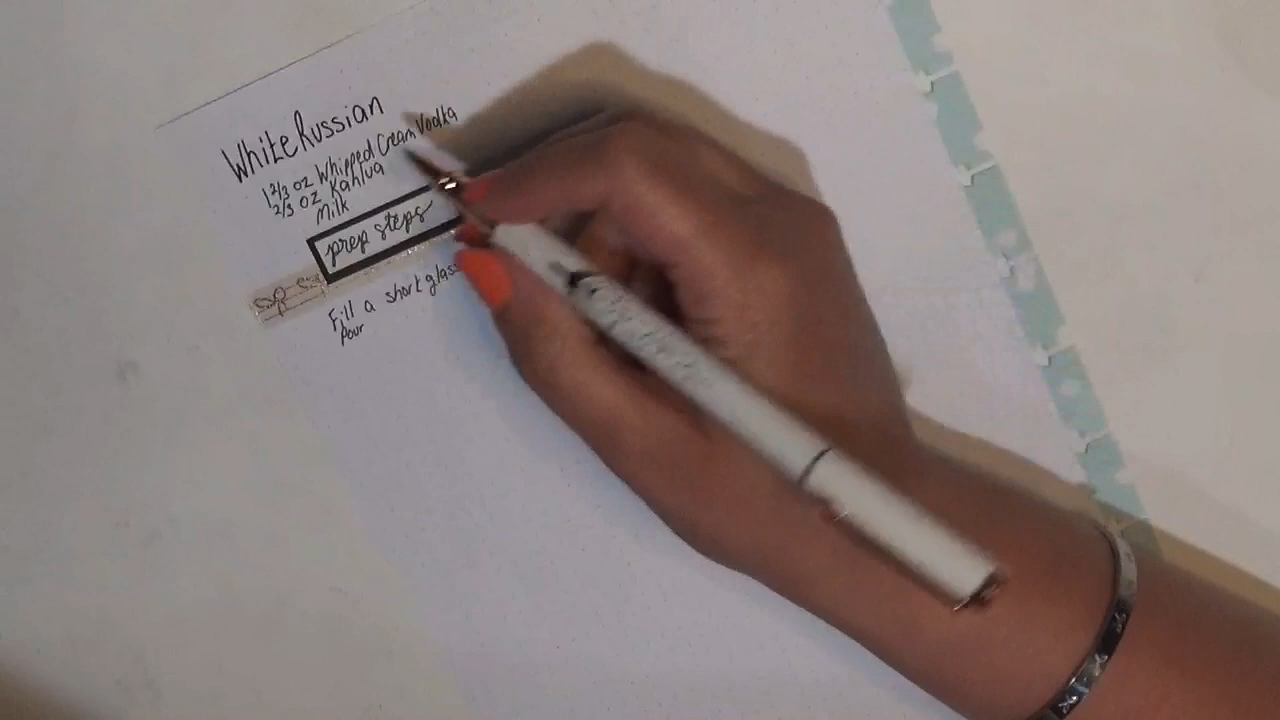 White Russian
1 2/3 oz Whipped Cream Vodka
2/3 oz Kahlua
Milk
prep steps
Fill a short glass
Pour